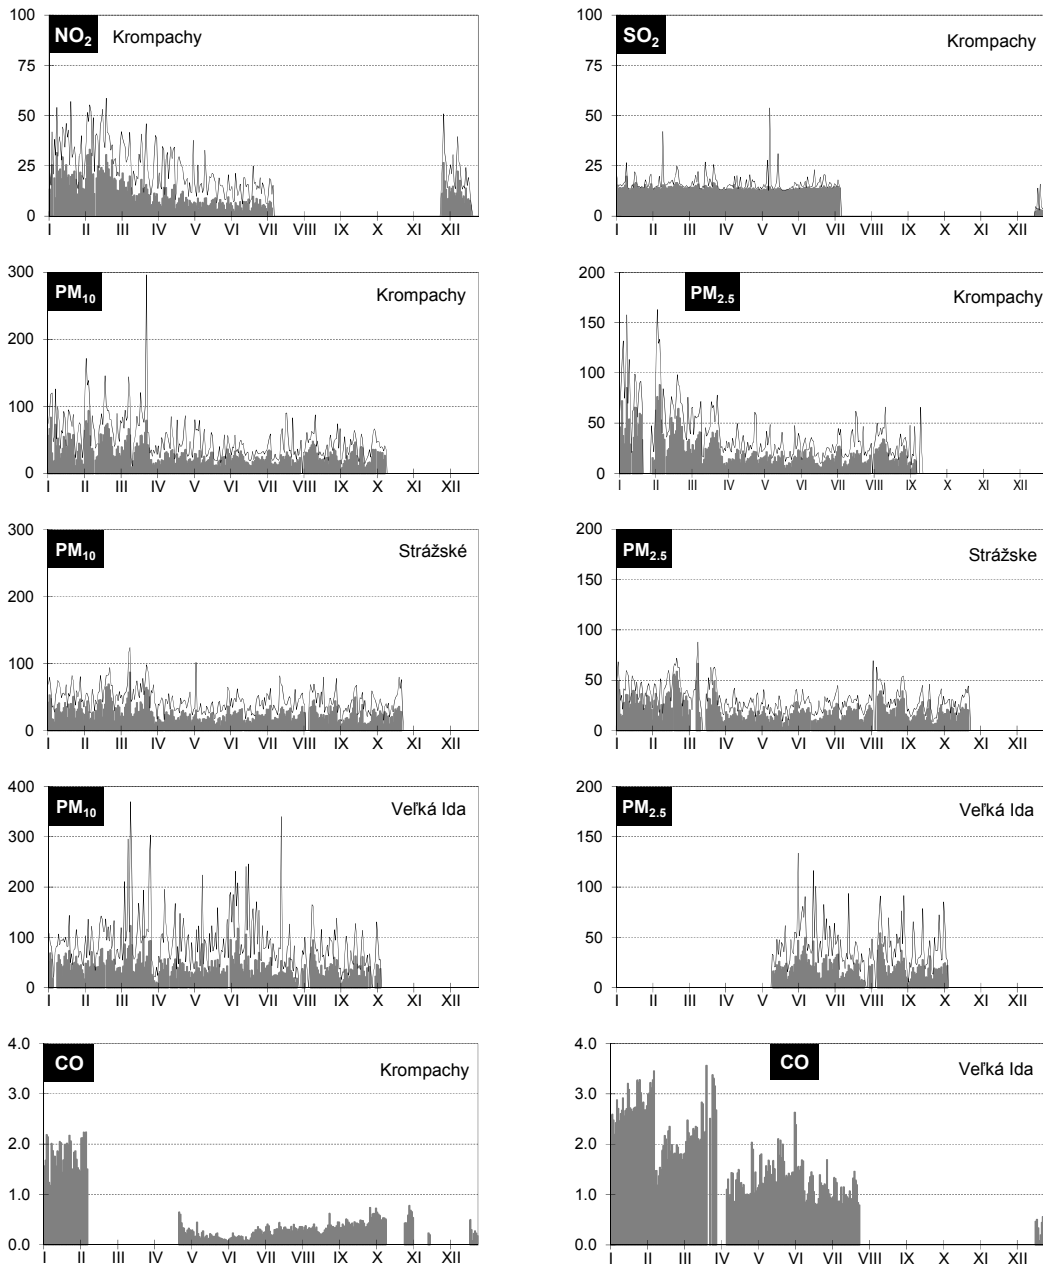 NO2 Krompachy
100
75
50
25
0
I II III IV V VI VII VIII IX X XI XII
SO2 Krompachy
100
75
50
25
0
I II III IV V VI VII VIII IX X XI XII
PM10 Krompachy
300
200
100
0
I II III IV V VI VII VIII IX X XI XII
PM2.5 Krompachy
200
150
100
50
0
I II III IV V VI VII VIII IX X XI XII
PM10 Strážské
300
200
100
0
I II III IV V VI VII VIII IX X XI XII
PM2.5 Strážske
200
150
100
50
0
I II III IV V VI VII VIII IX X XI XII
PM10 Veľká Ida
400
300
200
100
0
I II III IV V VI VII VIII IX X XI XII
PM2.5 Veľká Ida
200
150
100
50
0
I II III IV V VI VII VIII IX X XI XII
CO Krompachy
4.0
3.0
2.0
1.0
0.0
I II III IV V VI VII VIII IX X XI XII
CO Veľká Ida
4.0
3.0
2.0
1.0
0.0
I II III IV V VI VII VIII IX X XI XII